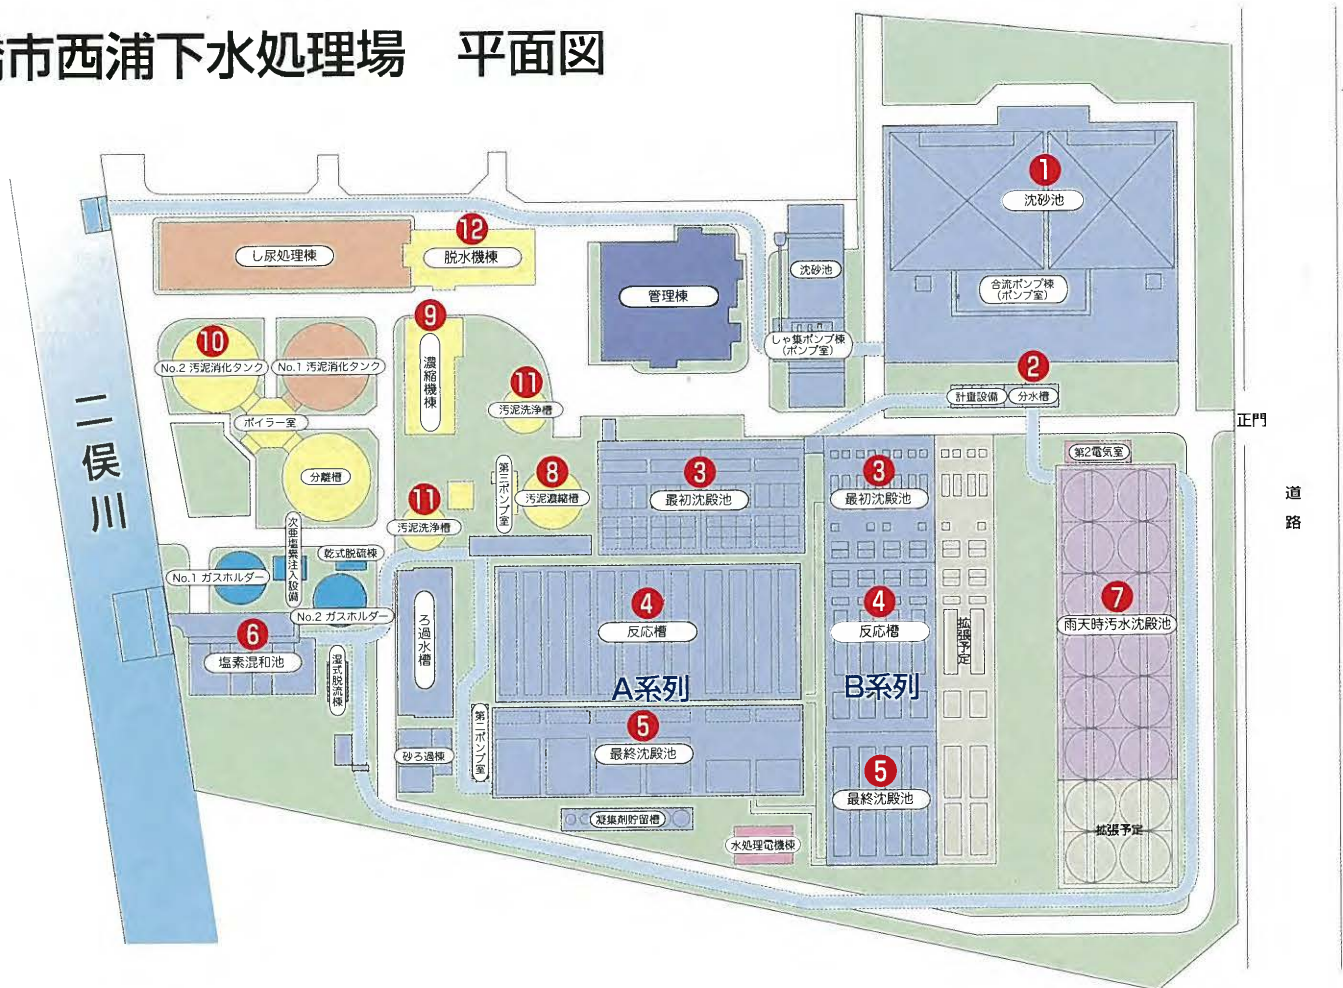 市西浦下水処理場 平面図
1
沈砂池
合流ポンプ棟
(ポンプ室)
12
し尿処理棟
脱水機棟
管理棟
沈砂池
しゃ集ポンプ棟
(ポンプ室)
9
濃縮機棟
10
No.2 汚泥消化タンク
No.1 汚泥消化タンク
ボイラー室
分離槽
11
汚泥洗浄槽
2
計量設備
分水槽
正門
道路
二俣川
第2電気室
第三ポンプ室
8
汚泥濃縮槽
3
最初沈殿池
3
最初沈殿池
11
汚泥洗浄槽
次亜塩素注入設備
乾式脱硫棟
No.1 ガスホルダー
No.2 ガスホルダー
6
塩素混和池
湿式脱流棟
ろ過水槽
4
反応槽
A系列
4
反応槽
B系列
拡張予定
7
雨天時汚水沈殿池
拡張予定
第二ポンプ室
砂ろ過棟
5
最終沈殿池
5
最終沈殿池
凝集剤貯留槽
水処理電機棟